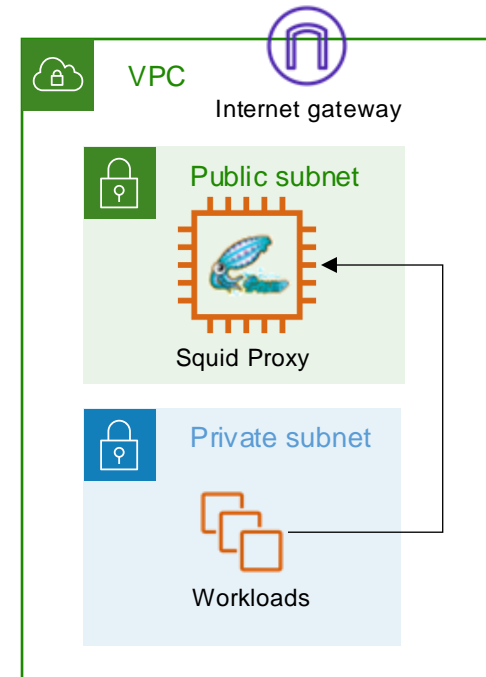 VPC
Internet gateway
Public subnet
Squid Proxy
Private subnet
Workloads